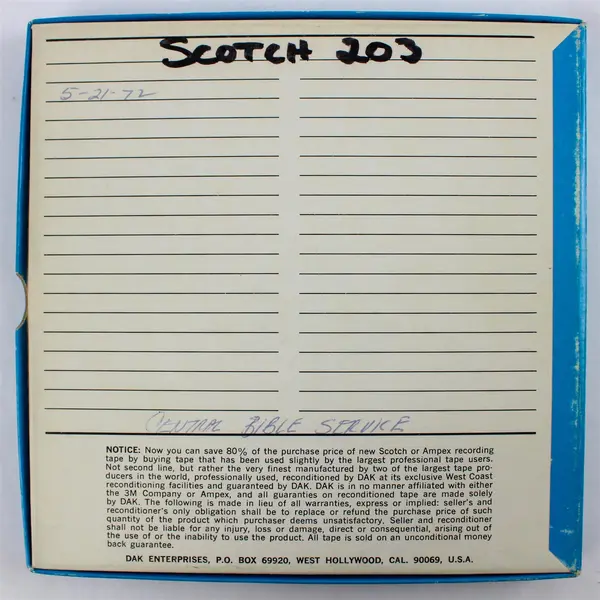 SCOTCH 203
5-21-72
CENTRAL BIBLE SERVICE
NOTICE: Now you can save 80% of the purchase price of new Scotch or Ampex recording
tape by buying tape that has been used slightly by the largest professional tape users.
Not second line, but rather the very finest manufactured by two of the largest tape pro-
ducers in the world, professionally used, reconditioned by DAK at its exclusive West Coast
reconditioning facilities and guaranteed by DAK. DAK is in no manner affiliated with either
the 3M Company or Ampex, and all guarantees on reconditioned tape are made solely
by DAK. The following is made in lieu of all warranties, express or implied: seller's and
reconditioner's only obligation shall be to replace or refund the purchase price of such
quantity of the product which purchaser deems unsatisfactory. Seller and reconditioner
shall not be liable for any injury, loss or damage, direct or consequential, arising out of
the use of or the inability to use the product. All tape is sold on an unconditional money
back guarantee.
DAK ENTERPRISES, P.O. BOX 69920, WEST HOLLYWOOD, CAL. 90069, U.S.A.